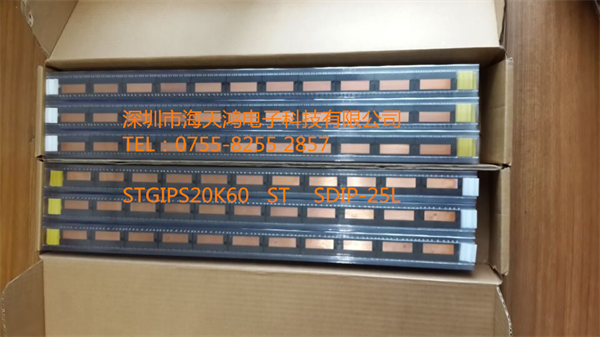 深圳市海天鸿电子科技有限公司
TEL：0755-8255 2857
STGIPS20K60 ST SDIP-25L